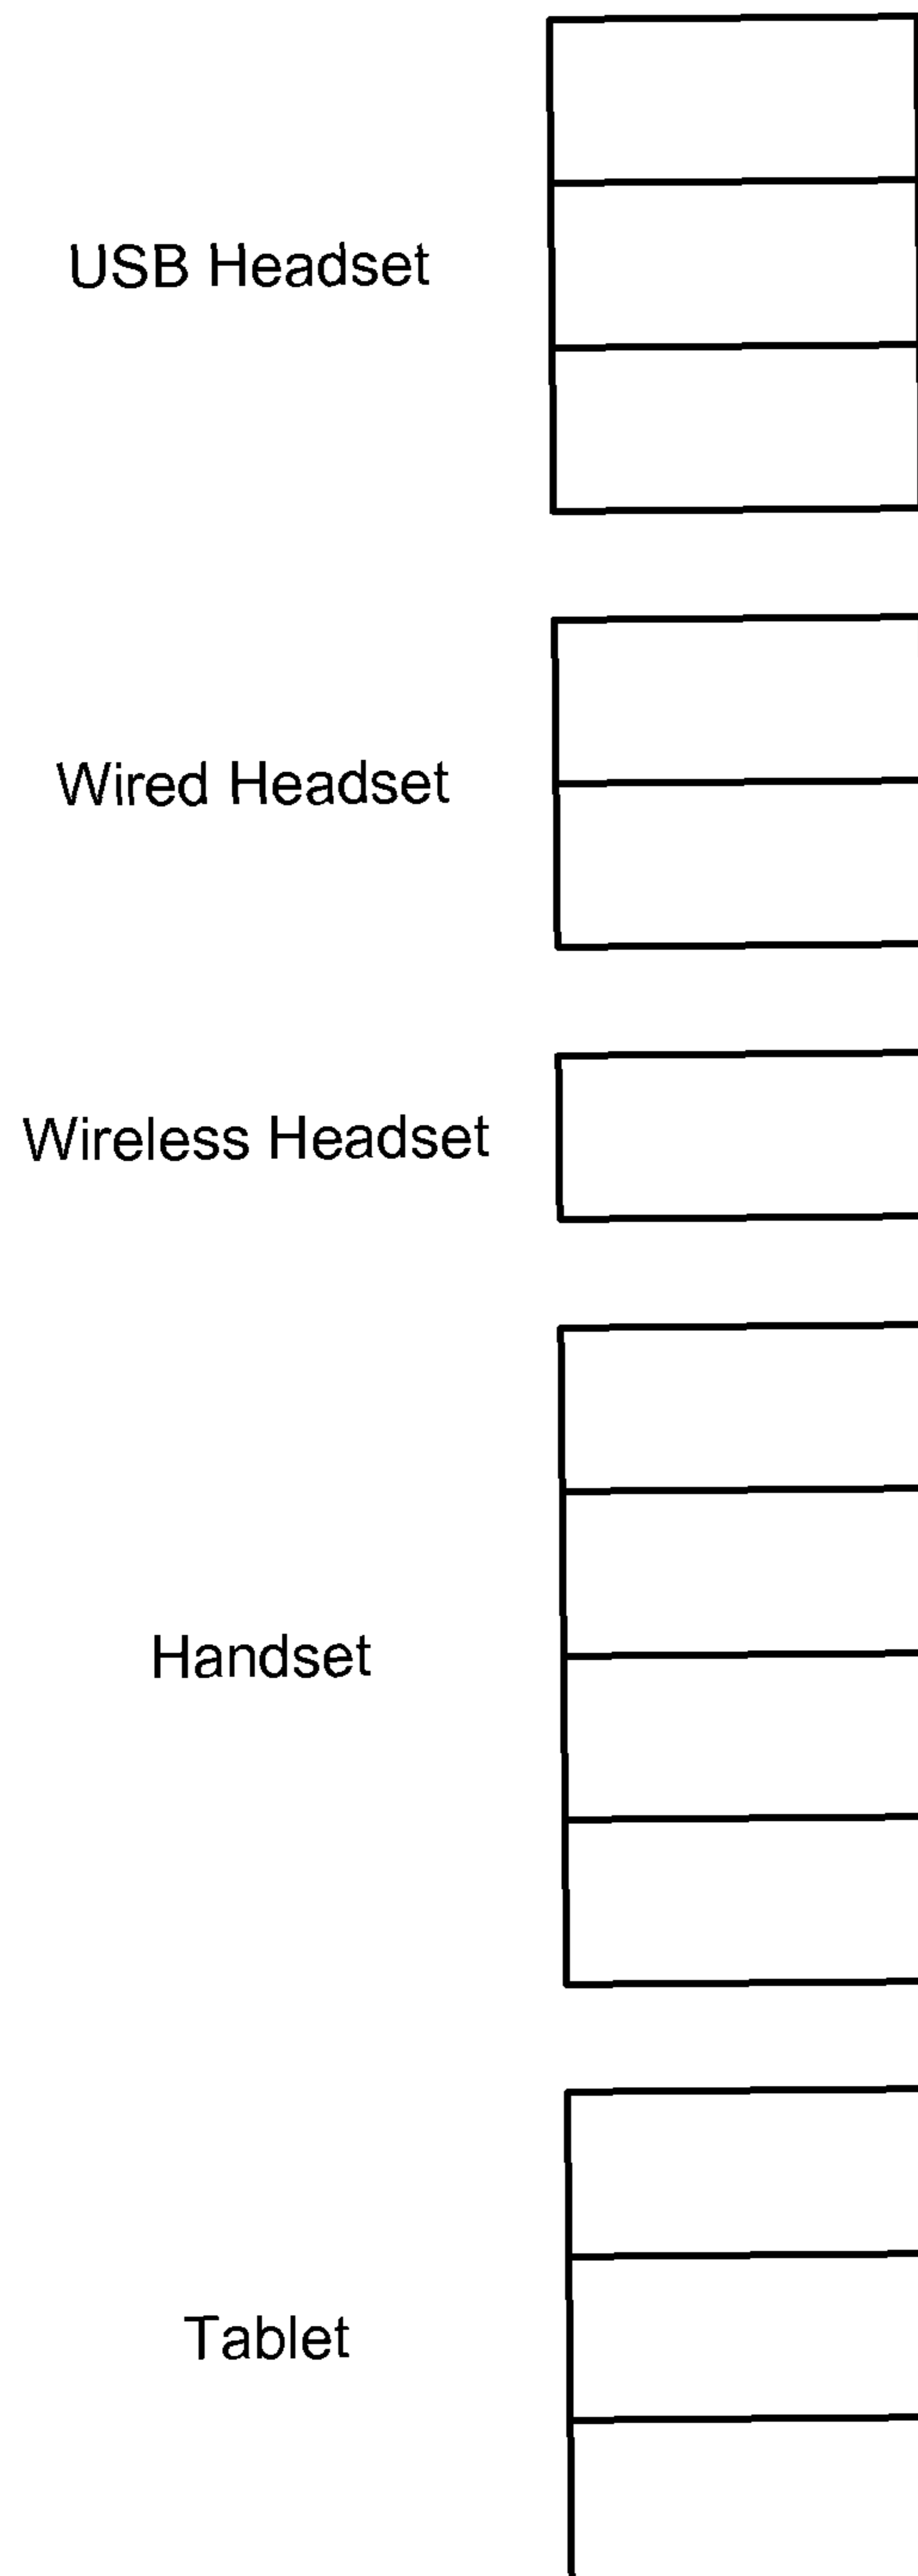 USB Headset
Wired Headset
Wireless Headset
Handset
Tablet